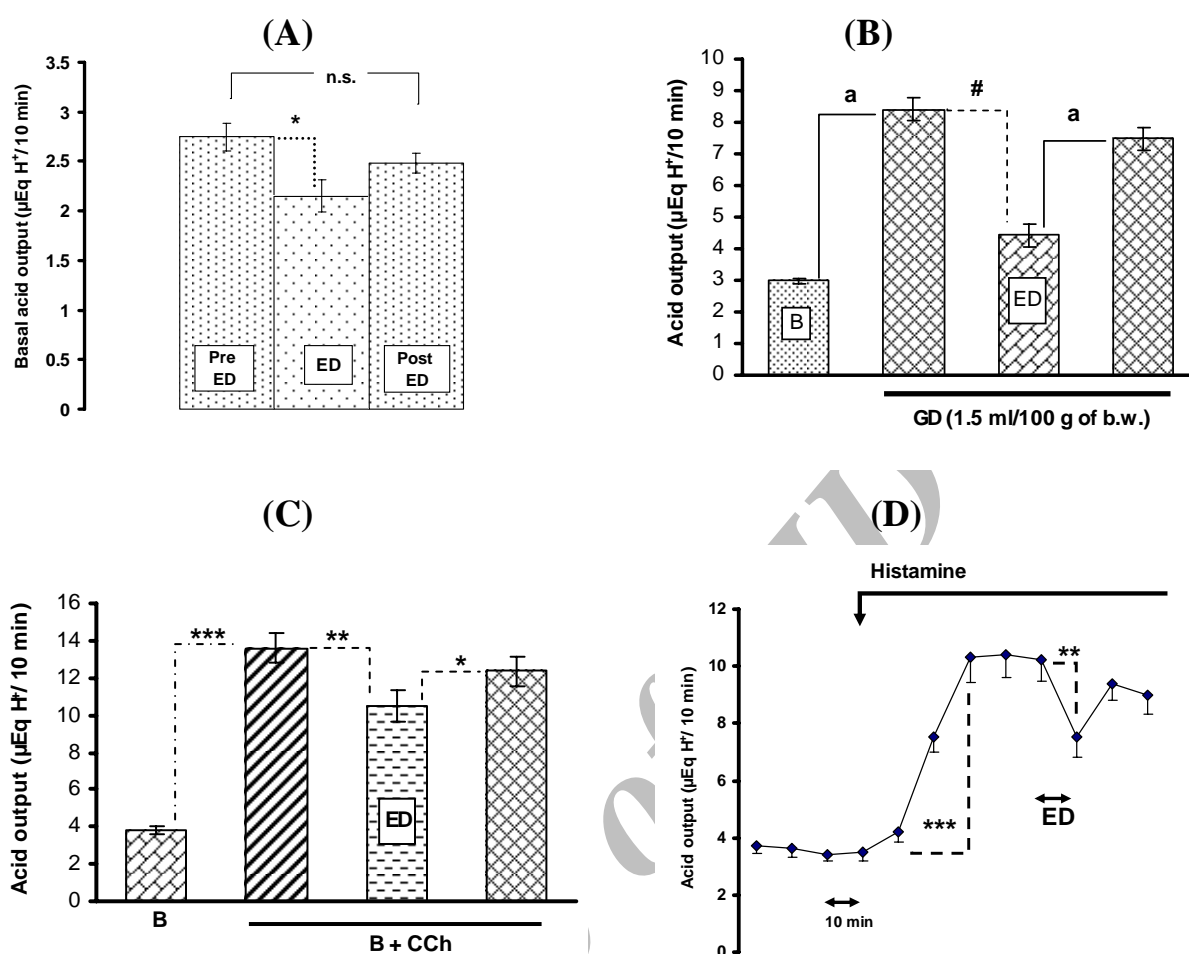 (A)
Basal acid output (µEq H⁺/ 10 min)
3.5
3
2.5
2
1.5
1
0.5
0
n.s.
*
Pre
ED
ED
Post
ED
(B)
Acid output (µEq H⁺/10 min)
10
9
8
7
6
5
4
3
2
1
0
a
#
a
B
ED
GD (1.5 ml/100 g of b.w.)
(C)
Acid output (µEq H⁺/ 10 min)
16
14
12
10
8
6
4
2
0
***
**
*
ED
B
B + CCh
(D)
Histamine
Acid output (µEq H⁺/ 10 min)
12
10
8
6
4
2
0
***
**
ED
10 min